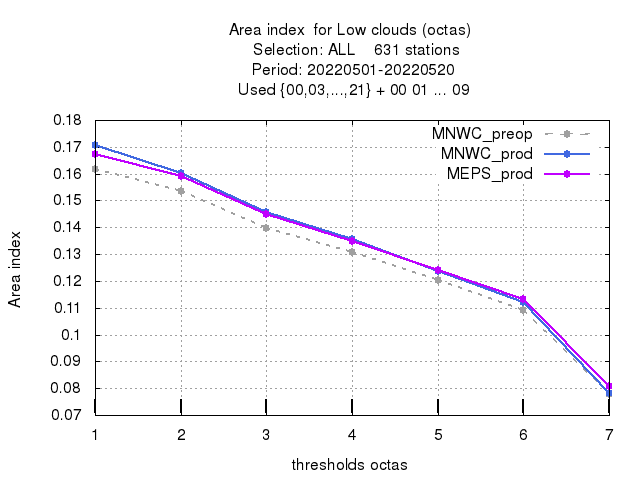 Area index  for Low clouds (octas)
Selection: ALL    631 stations
Period: 20220501-20220520
Used {00,03,...,21} + 00 01 ... 09
MNWC_preop
MNWC_prod
MEPS_prod
0.18
0.17
0.16
0.15
0.14
0.13
0.12
0.11
0.1
0.09
0.08
0.07
Area index
1 2 3 4 5 6 7
thresholds octas